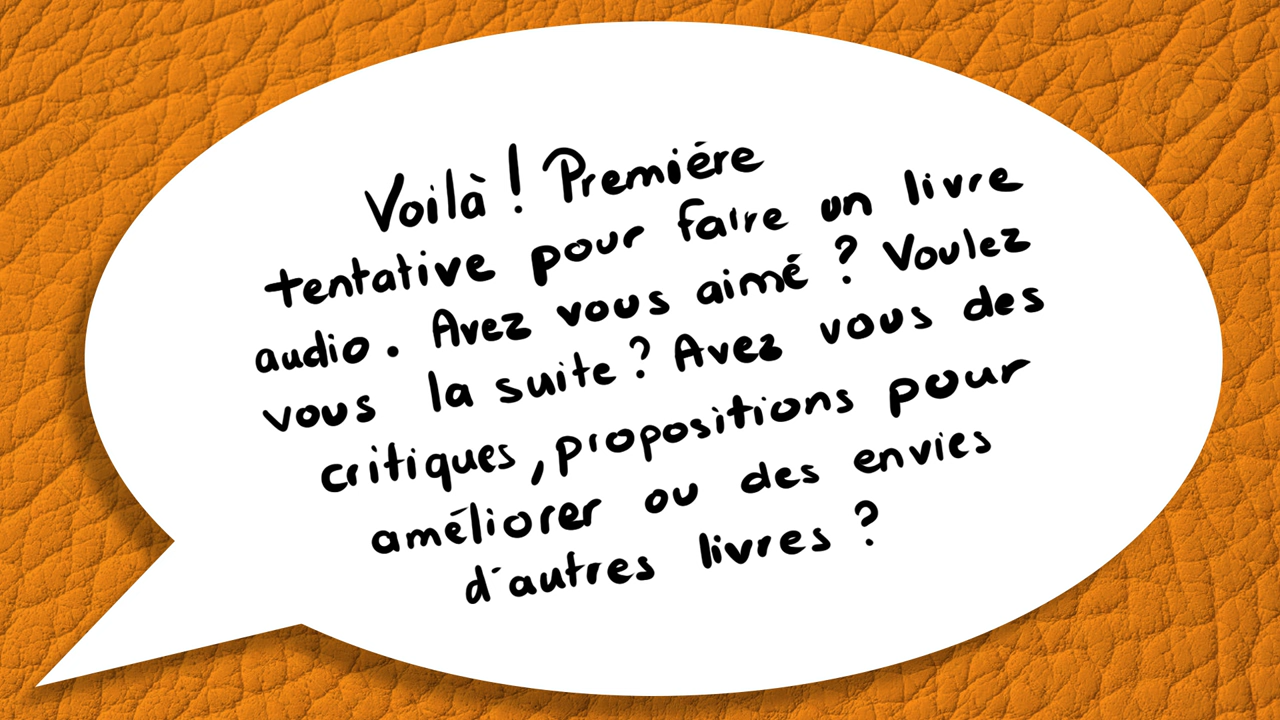 Voilà ! Premiére
tentative pour faire un livre
audio. Avez vous aimé ? Voulez
vous la suite ? Avez vous des
critiques, propositions pour
améliorer ou des envies
d'autres livres ?